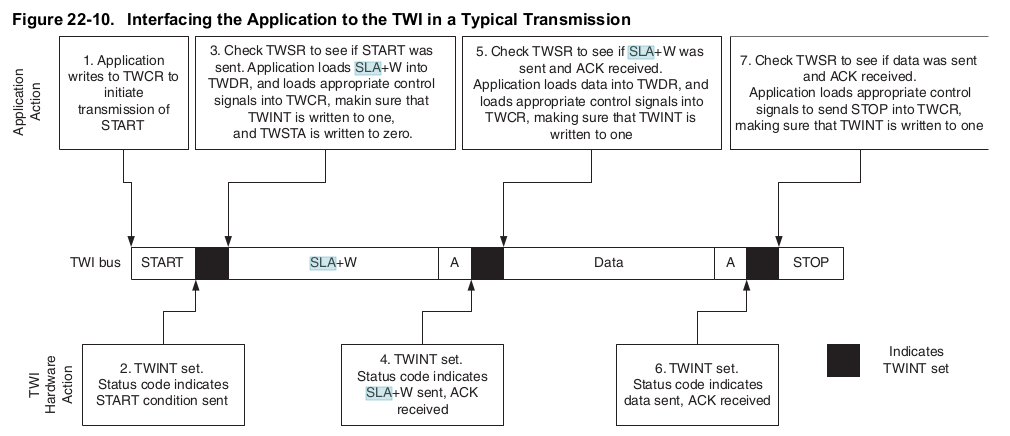 Figure 22-10. Interfacing the Application to the TWI in a Typical Transmission
Application
Action
1. Application
writes to TWCR to
initiate
transmission of
START
3. Check TWSR to see if START was
sent. Application loads SLA+W into
TWDR, and loads appropriate control
signals into TWCR, makin sure that
TWINT is written to one,
and TWSTA is written to zero.
5. Check TWSR to see if SLA+W was
sent and ACK received.
Application loads data into TWDR, and
loads appropriate control signals into
TWCR, making sure that TWINT is
written to one
7. Check TWSR to see if data was sent
and ACK received.
Application loads appropriate control
signals to send STOP into TWCR,
making sure that TWINT is written to one
TWI bus
START
SLA+W
A
Data
A
STOP
TWI
Hardware
Action
2. TWINT set.
Status code indicates
START condition sent
4. TWINT set.
Status code indicates
SLA+W sent, ACK
received
6. TWINT set.
Status code indicates
data sent, ACK received
Indicates
TWINT set